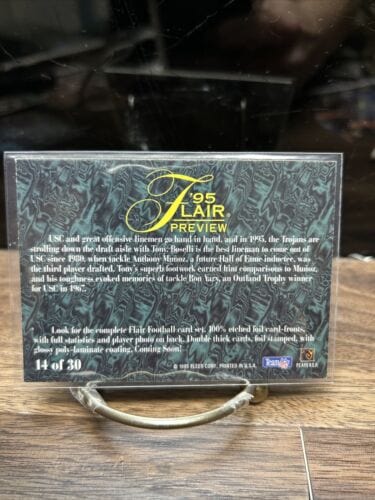 '95
FLAIR®
PREVIEW
USC and great offensive linemen go hand in hand, and in 1995, the Trojans are
strolling down the draft aisle with Tony. Boselli is the best lineman to come out of
USC since 1980, when tackle Anthony Muñoz, a future Hall of Fame inductee, was
the third player drafted. Tony's superb footwork earned him comparisons to Muñoz,
and his toughness evoked memories of tackle Ron Yary, an Outland Trophy winner
for USC in 1967.
Look for the complete Flair Football card set. 100% etched foil card-fronts,
with full statistics and player photo on back. Double thick cards, foil stamped, with
glossy poly-laminate coating. Coming Soon!
14 of 30
© 1995 FLEER CORP., PRINTED IN U.S.A.
Team NFL
PLAYERS